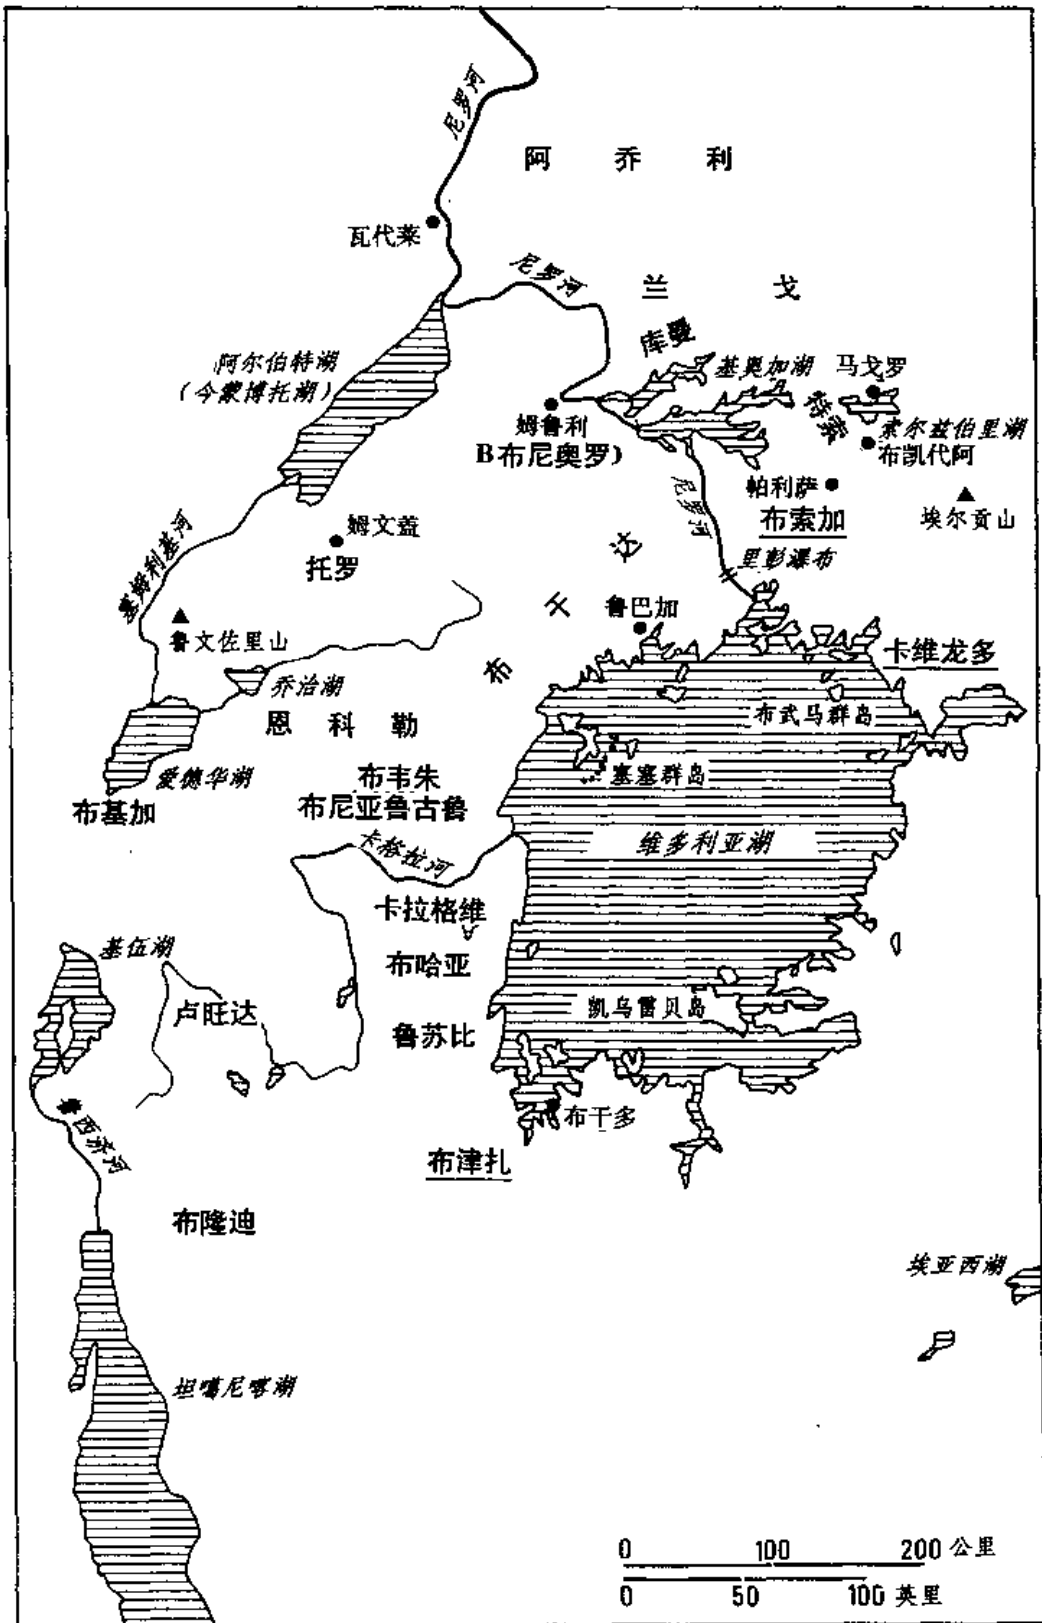 尼罗河
阿乔利
瓦代莱
尼罗河
兰戈
库曼
阿尔伯特湖
（今蒙博托湖）
基奥加湖
马戈罗
特索
姆鲁利
B布尼奥罗）
索尔兹伯里湖
布凯代阿
帕利萨
布索加
埃尔贡山
尼罗河
姆文盖
托罗
塞姆利基河
里彭瀑布
布干达
鲁巴加
鲁文佐里山
卡维龙多
乔治湖
恩科勒
布武马群岛
爱德华湖
布基加
布韦朱
布尼亚鲁古鲁
塞塞群岛
维多利亚湖
卡格拉河
卡拉格维
基伍湖
布哈亚
卢旺达
凯乌雷贝岛
鲁苏比
鲁西济河
布干多
布津扎
布隆迪
埃亚西湖
坦噶尼喀湖
0 100 200 公里
0 50 100 英里